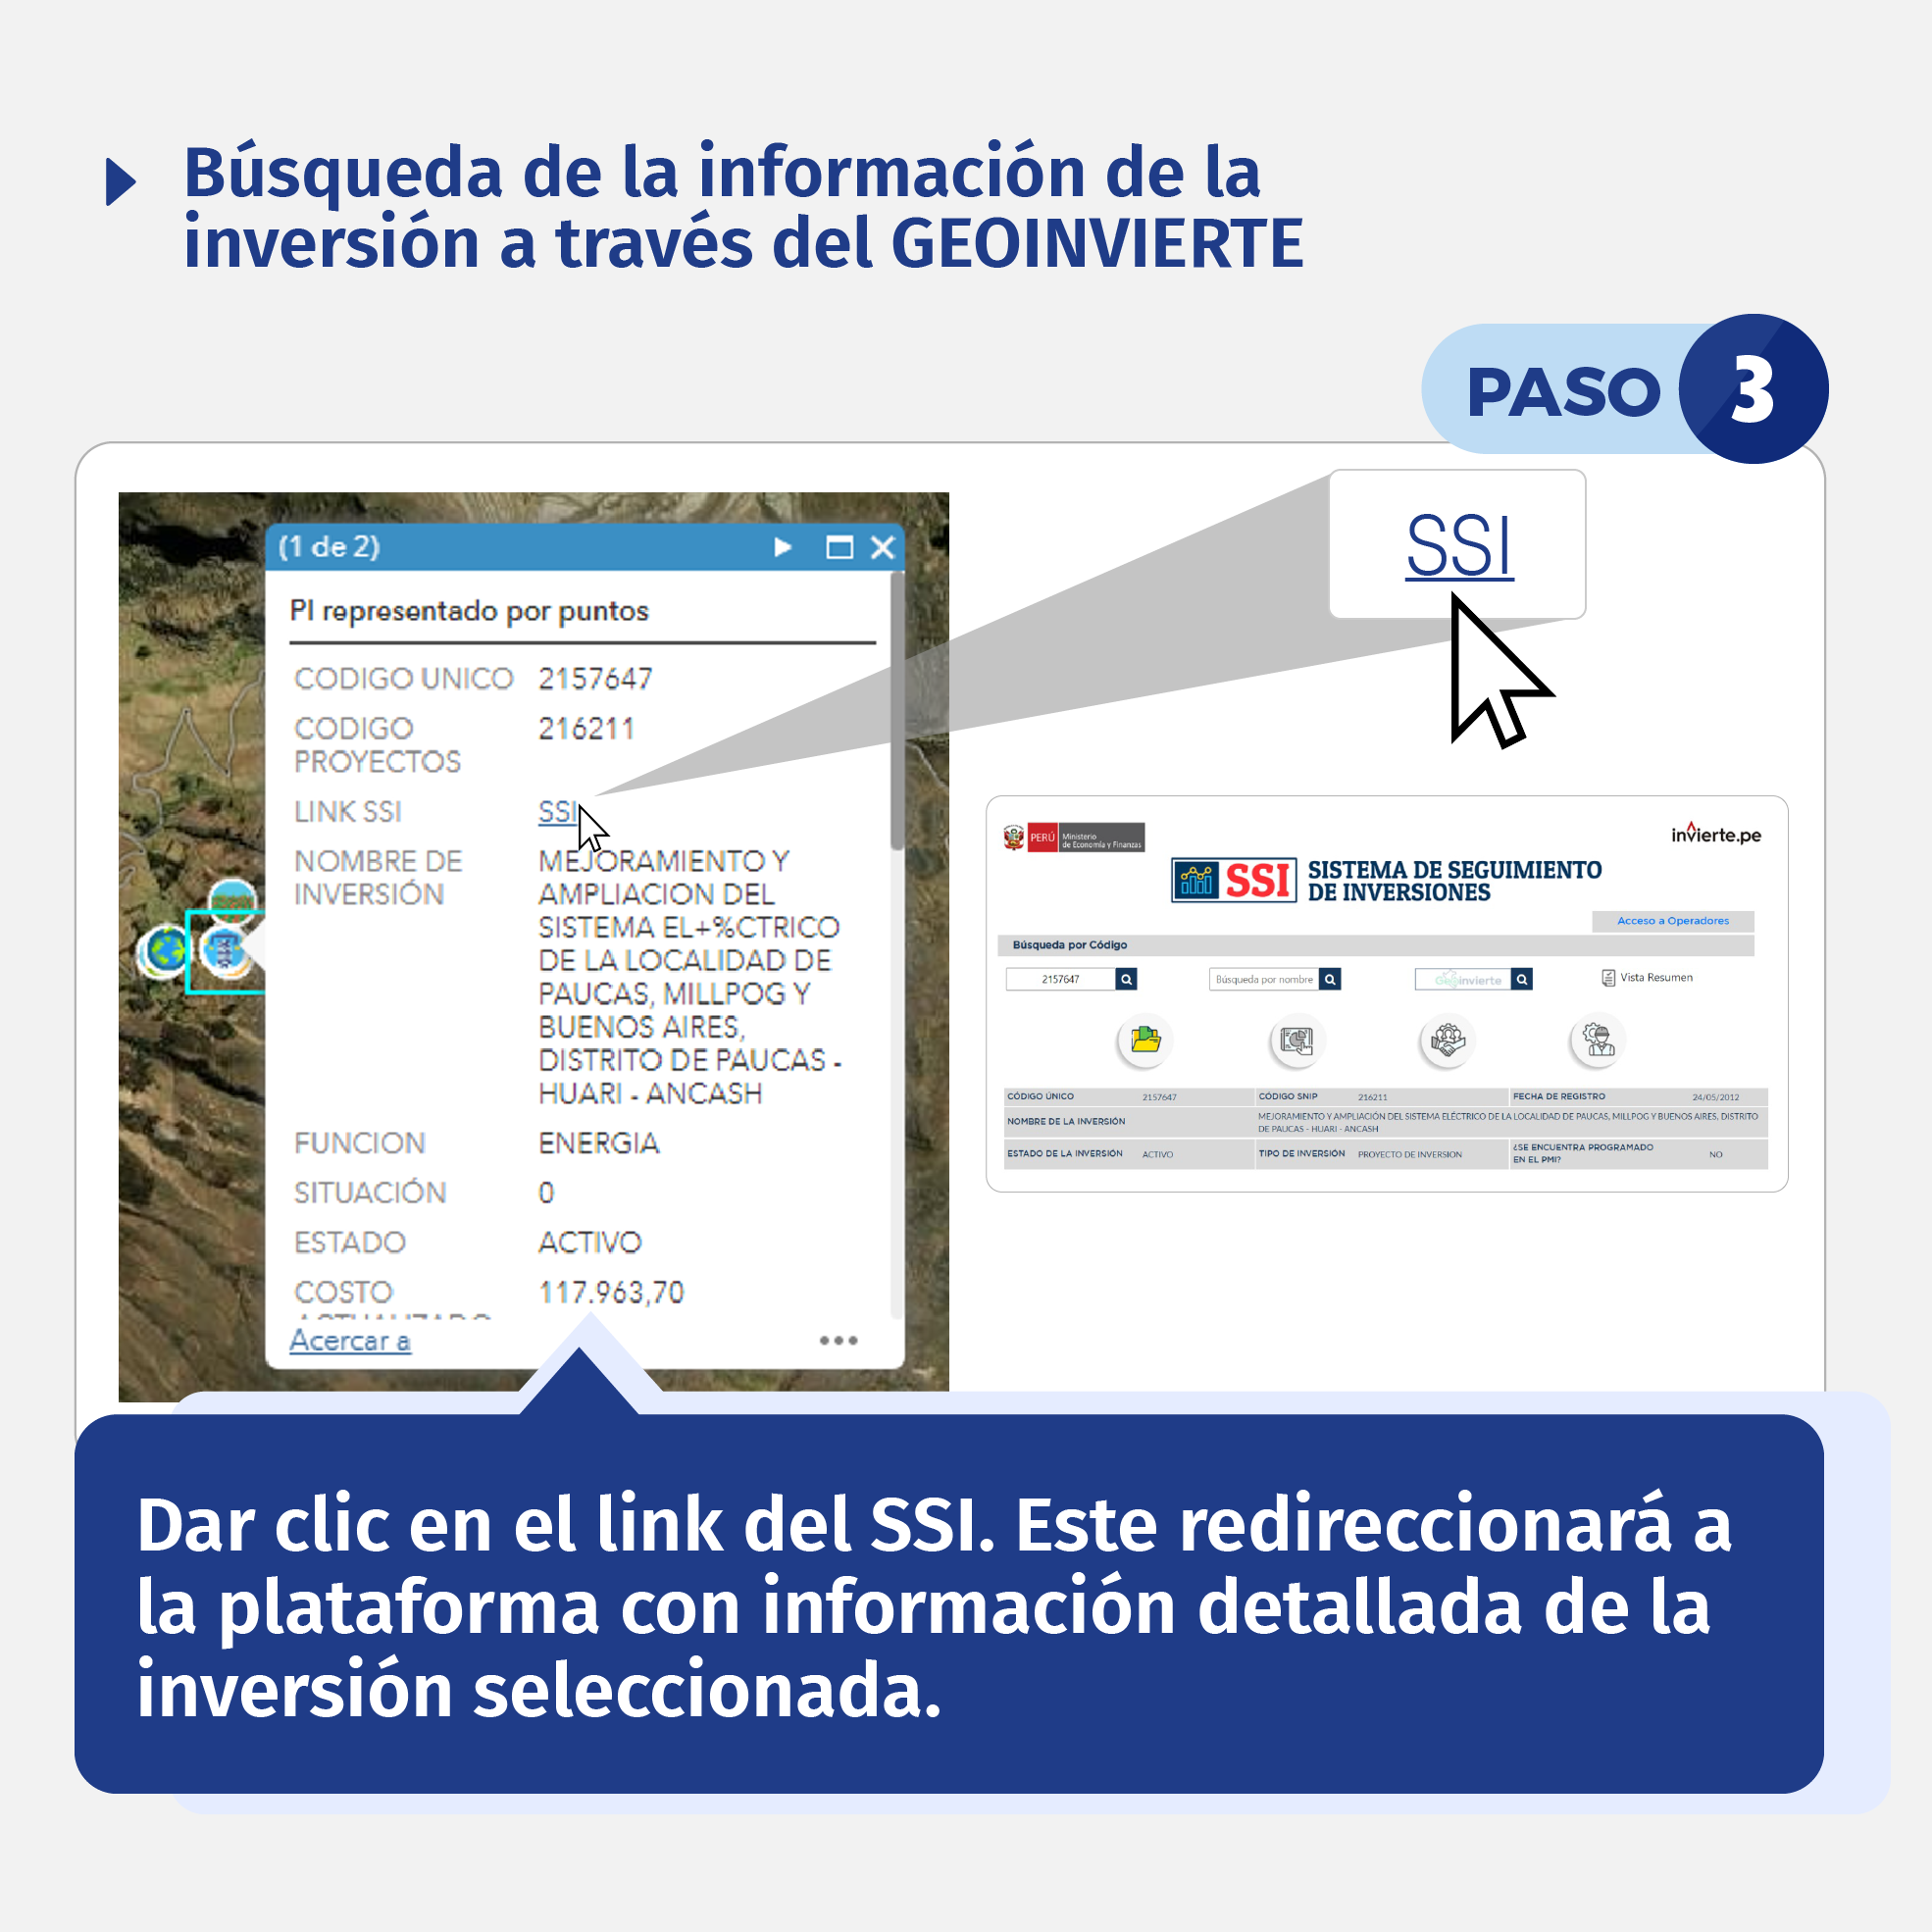 Búsqueda de la información de la
inversión a través del GEOINVIERTE
PASO 3
(1 de 2)
PI representado por puntos
CODIGO UNICO 2157647
CODIGO 216211
PROYECTOS
LINK SSI SSI
NOMBRE DE MEJORAMIENTO Y
INVERSIÓN AMPLIACION DEL
SISTEMA EL+%CTRICO
DE LA LOCALIDAD DE
PAUCAS, MILLPOG Y
BUENOS AIRES,
DISTRITO DE PAUCAS -
HUARI - ANCASH
FUNCION ENERGIA
SITUACIÓN 0
ESTADO ACTIVO
COSTO 117.963,70
Acercar a
SSI
PERÚ Ministerio
de Economía y Finanzas
invierte.pe
SSI SISTEMA DE SEGUIMIENTO
DE INVERSIONES
Acceso a Operadores
Búsqueda por Código
2157647 Búsqueda por nombre Geoinvierte Vista Resumen
CÓDIGO ÚNICO 2157647 CÓDIGO SNIP 216211 FECHA DE REGISTRO 24/05/2012
NOMBRE DE LA INVERSIÓN MEJORAMIENTO Y AMPLIACIÓN DEL SISTEMA ELÉCTRICO DE LA LOCALIDAD DE PAUCAS, MILLPOG Y BUENOS AIRES, DISTRITO
DE PAUCAS - HUARI - ANCASH
ESTADO DE LA INVERSIÓN ACTIVO TIPO DE INVERSIÓN PROYECTO DE INVERSION ¿SE ENCUENTRA PROGRAMADO
EN EL PMI? NO
Dar clic en el link del SSI. Este redireccionará a
la plataforma con información detallada de la
inversión seleccionada.